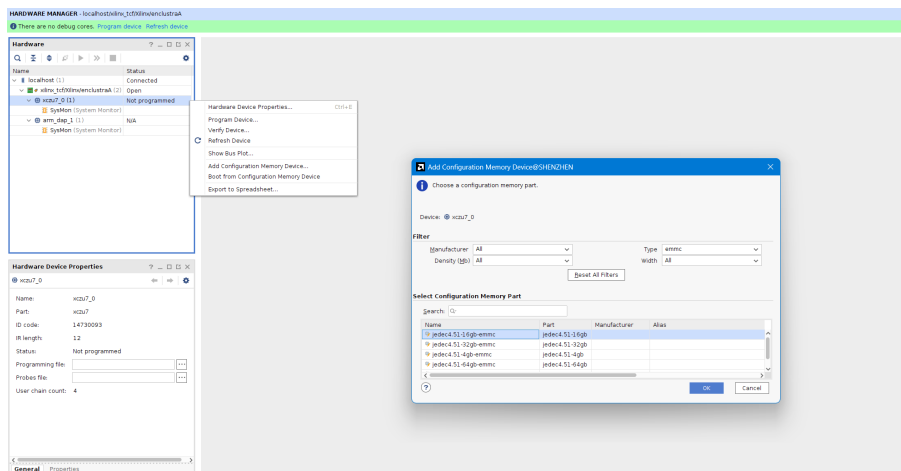 HARDWARE MANAGER - localhost/xilinx_tcf/Xilinx/enclustraA
There are no debug cores. Program device Refresh device
Hardware
Name Status
localhost (1) Connected
xilinx_tcf/Xilinx/enclustraA (2) Open
xczu7_0 (1) Not programmed
SysMon (System Monitor)
arm_dap_1 (1) N/A
SysMon (System Monitor)
Hardware Device Properties... Ctrl+E
Program Device...
Verify Device...
Refresh Device
Show Bus Plot...
Add Configuration Memory Device...
Boot from Configuration Memory Device
Export to Spreadsheet...
Hardware Device Properties
xczu7_0
Name: xczu7_0
Part: xczu7
ID code: 14730093
IR length: 12
Status: Not programmed
Programming file:
Probes file:
User chain count: 4
General Properties
Add Configuration Memory Device@SHENZHEN
Choose a configuration memory part.
Device: xczu7_0
Filter
Manufacturer All Type emmc
Density (Mb) All Width All
Reset All Filters
Select Configuration Memory Part
Search:
Name Part Manufacturer Alias
jedec4.51-16gb-emmc jedec4.51-16gb
jedec4.51-32gb-emmc jedec4.51-32gb
jedec4.51-4gb-emmc jedec4.51-4gb
jedec4.51-64gb-emmc jedec4.51-64gb
OK Cancel